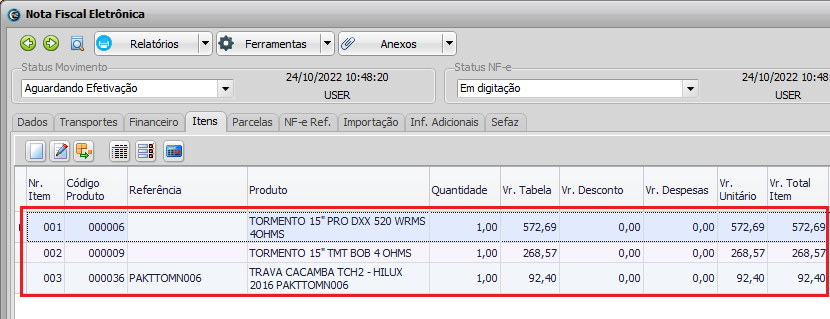 Nota Fiscal Eletrônica
Relatórios Ferramentas Anexos
Status Movimento Status NF-e
Aguardando Efetivação 24/10/2022 10:48:20 Em digitação 24/10/2022 10:48
USER USER
Dados Transportes Financeiro Itens Parcelas NF-e Ref. Importação Inf. Adicionais Sefaz
Nr. Item Código Produto Referência Produto Quantidade Vr. Tabela Vr. Desconto Vr. Despesas Vr. Unitário Vr. Total Item
001 000006 TORMENTO 15" PRO DXX 520 WRMS 4OHMS 1,00 572,69 0,00 0,00 572,69 572,69
002 000009 TORMENTO 15" TMT BOB 4 OHMS 1,00 268,57 0,00 0,00 268,57 268,57
003 000036 PAKTTOMN006 TRAVA CACAMBA TCH2 - HILUX 2016 PAKTTOMN006 1,00 92,40 0,00 0,00 92,40 92,40